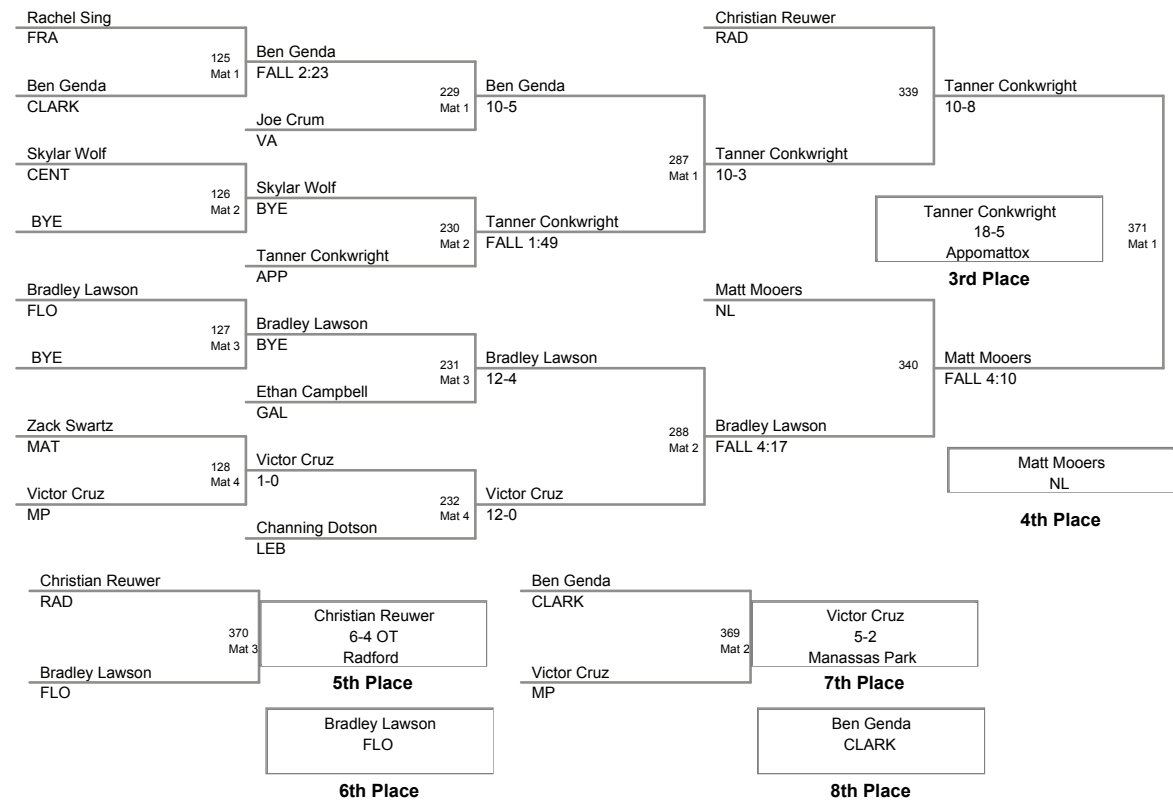 Rachel Sing
FRA
125
Mat 1
Ben Genda
CLARK
Ben Genda
FALL 2:23
Joe Crum
VA
229
Mat 1
Ben Genda
10-5
Skylar Wolf
CENT
126
Mat 2
BYE
Skylar Wolf
BYE
Tanner Conkwright
APP
230
Mat 2
Tanner Conkwright
FALL 1:49
287
Mat 1
Christian Reuwer
RAD
Tanner Conkwright
10-3
339
Tanner Conkwright
10-8
Tanner Conkwright
18-5
Appomattox
3rd Place
371
Mat 1
Bradley Lawson
FLO
127
Mat 3
BYE
Bradley Lawson
BYE
Ethan Campbell
GAL
231
Mat 3
Bradley Lawson
12-4
Zack Swartz
MAT
128
Mat 4
Victor Cruz
MP
Victor Cruz
1-0
Channing Dotson
LEB
232
Mat 4
Victor Cruz
12-0
288
Mat 2
Matt Mooers
NL
Bradley Lawson
FALL 4:17
340
Matt Mooers
FALL 4:10
Matt Mooers
NL
4th Place
Christian Reuwer
RAD
370
Mat 3
Bradley Lawson
FLO
Christian Reuwer
6-4 OT
Radford
5th Place
Bradley Lawson
FLO
6th Place
Ben Genda
CLARK
369
Mat 2
Victor Cruz
MP
Victor Cruz
5-2
Manassas Park
7th Place
Ben Genda
CLARK
8th Place